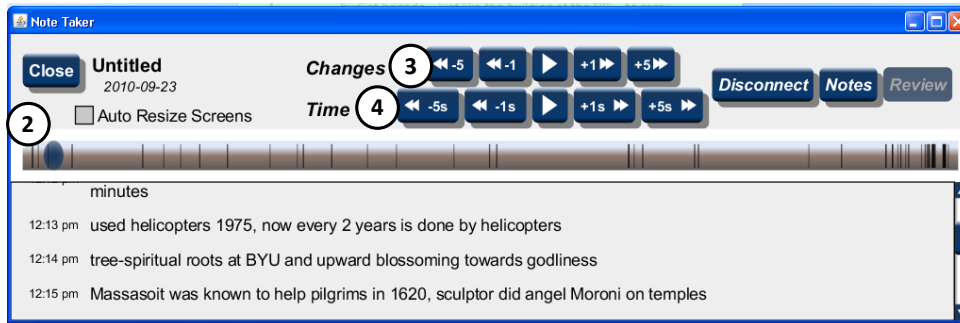 Note Taker
Close
Untitled
2010-09-23
Auto Resize Screens
Changes 3 -5 -1 +1 +5
Time 4 -5s -1s +1s +5s
Disconnect Notes Review
2
minutes
12:13 pm used helicopters 1975, now every 2 years is done by helicopters
12:14 pm tree-spiritual roots at BYU and upward blossoming towards godliness
12:15 pm Massasoit was known to help pilgrims in 1620, sculptor did angel Moroni on temples